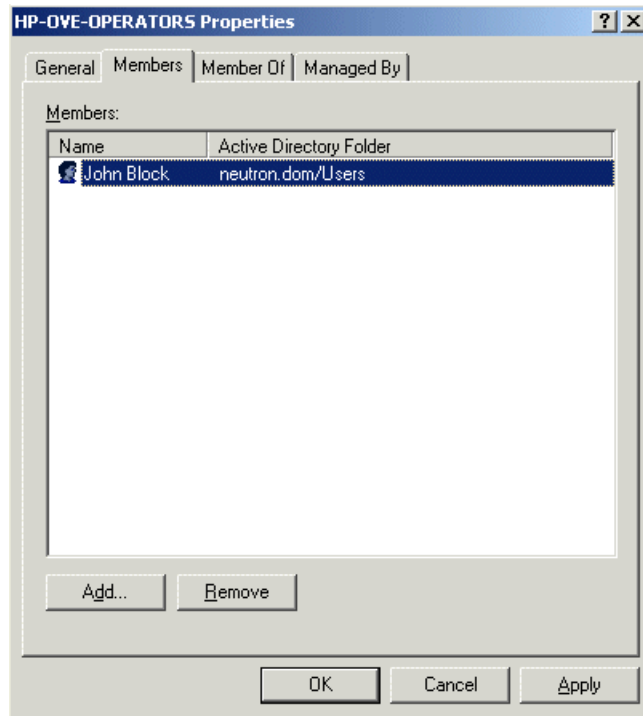 HP-OVE-OPERATORS Properties
General Members Member Of Managed By
Members:
Name Active Directory Folder
John Block neutron.dom/Users
Add... Remove
OK Cancel Apply